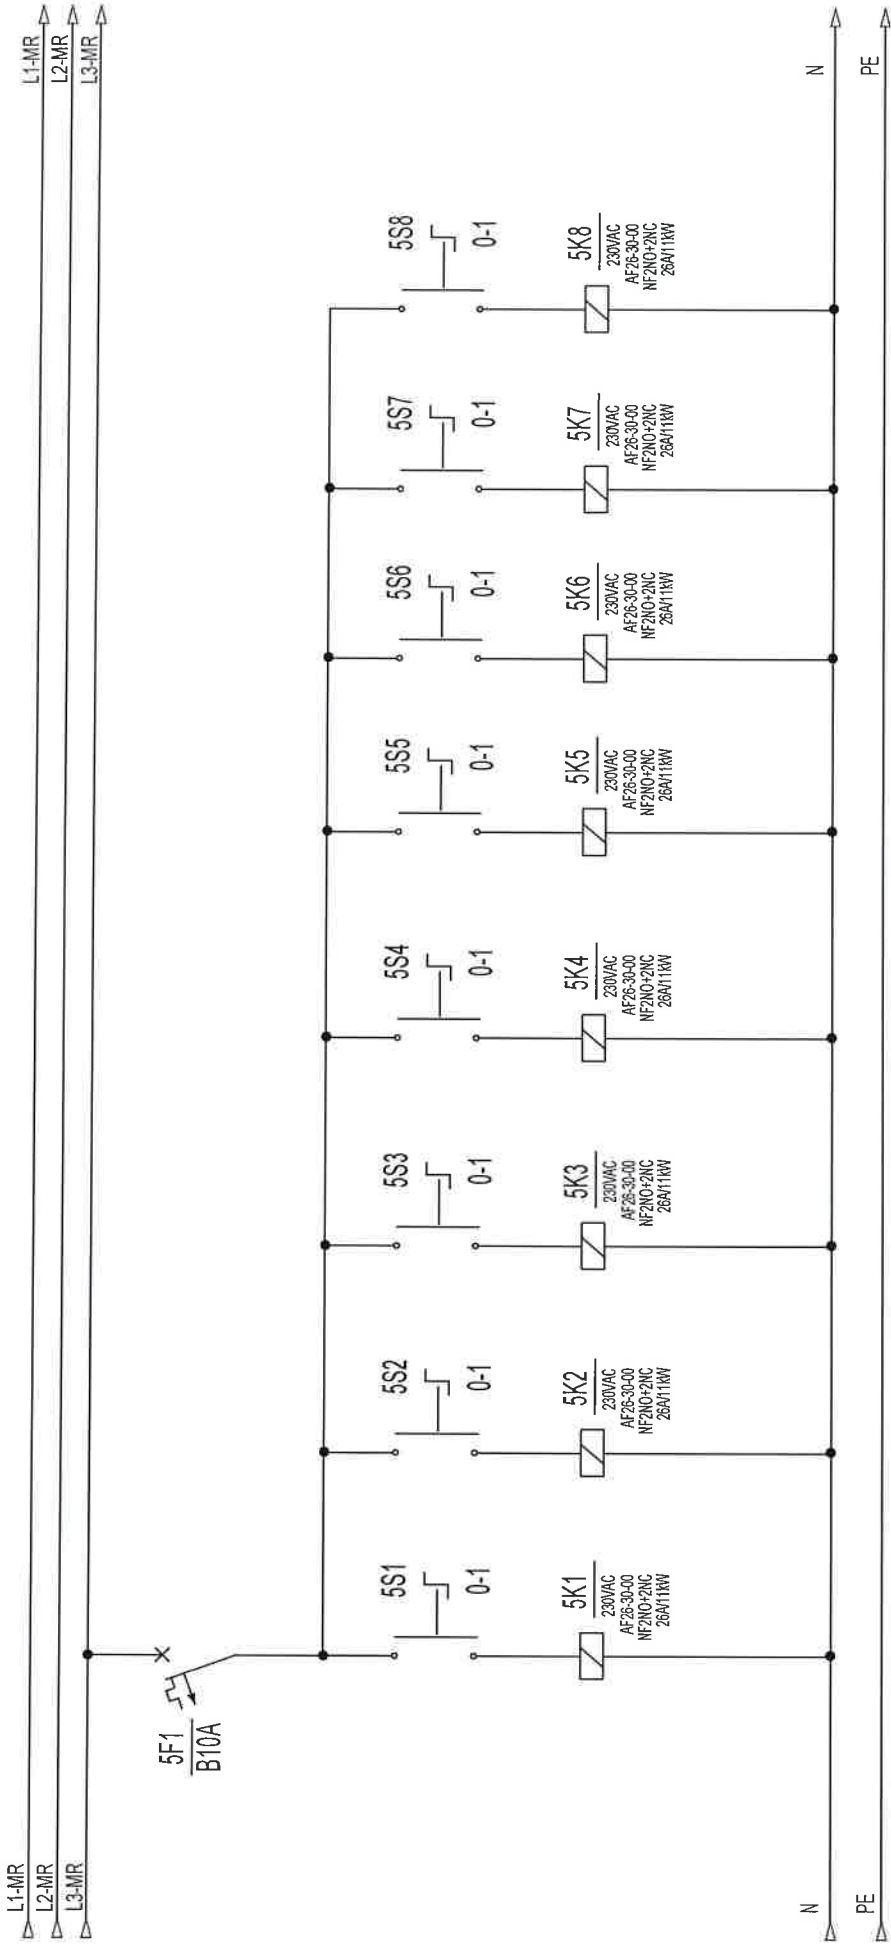 L1-MR
L2-MR
L3-MR
L1-MR
L2-MR
L3-MR
5F1
B10A
5S1
0-1
5S2
0-1
5S3
0-1
5S4
0-1
5S5
0-1
5S6
0-1
5S7
0-1
5S8
0-1
5K1
230VAC
AF26-30-00
NF2NO+2NC
26A/11kW
5K2
230VAC
AF26-30-00
NF2NO+2NC
26A/11kW
5K3
230VAC
AF26-30-00
NF2NO+2NC
26A/11kW
5K4
230VAC
AF26-30-00
NF2NO+2NC
26A/11kW
5K5
230VAC
AF26-30-00
NF2NO+2NC
26A/11kW
5K6
230VAC
AF26-30-00
NF2NO+2NC
26A/11kW
5K7
230VAC
AF26-30-00
NF2NO+2NC
26A/11kW
5K8
230VAC
AF26-30-00
NF2NO+2NC
26A/11kW
N
N
PE
PE